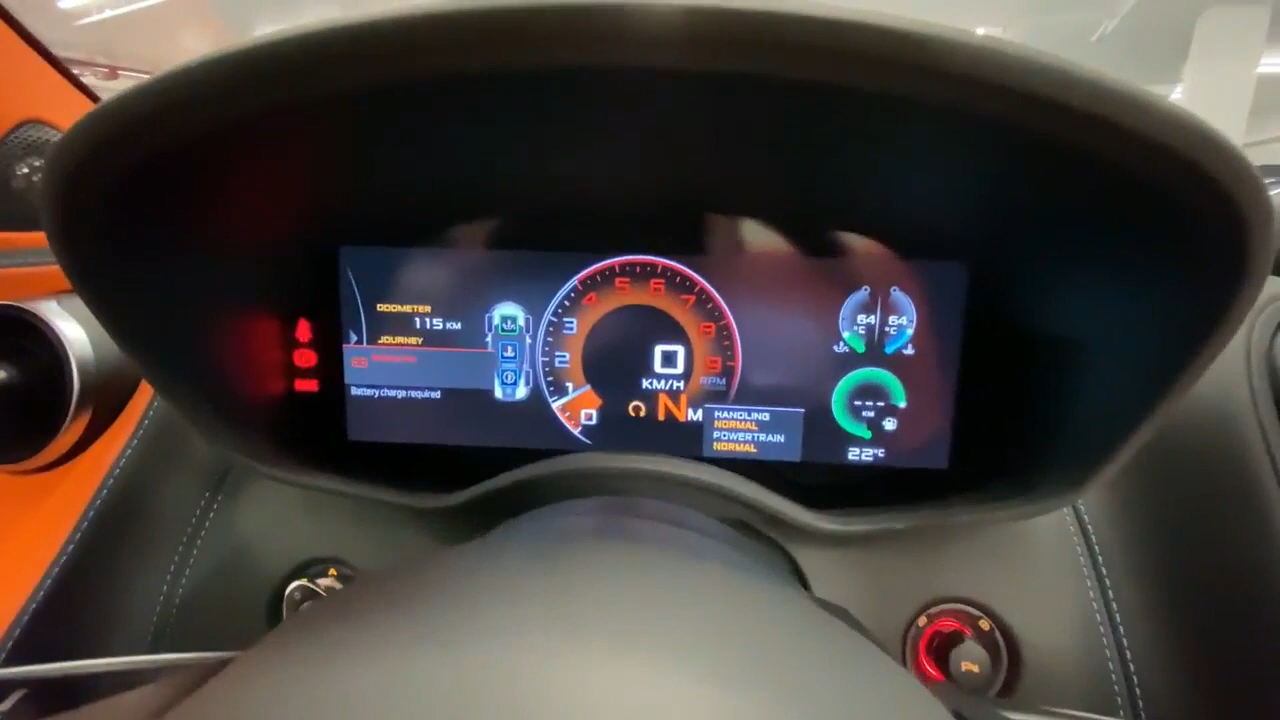 ODOMETER
115 KM
JOURNEY
Battery charge required
0 1 2 3 4 5 6 7 8 9
RPM
0
KM/H
N M
HANDLING
NORMAL
POWERTRAIN
NORMAL
64 °C
64 °C
--- KM
22°C
A